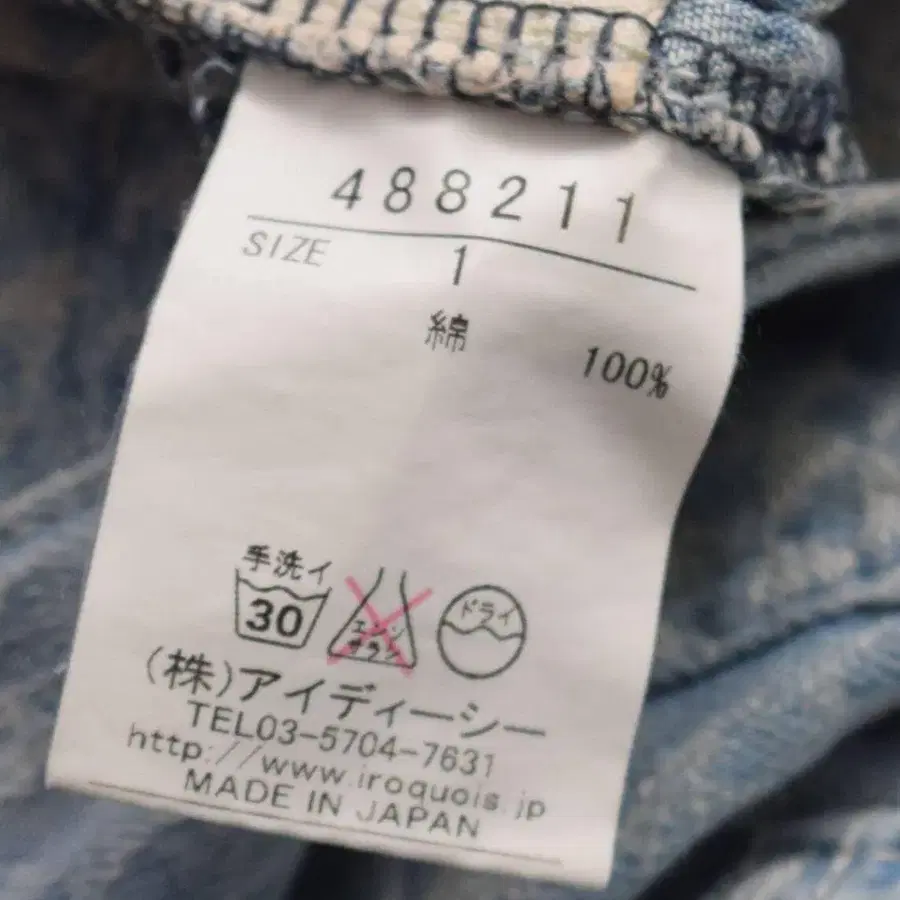 488211
SIZE 1
綿 100%
手洗イ
30 エンソ ドライ
サラシ
(株)アイディーシー
TEL03-5704-7631
http://www.iroquois.jp
MADE IN JAPAN